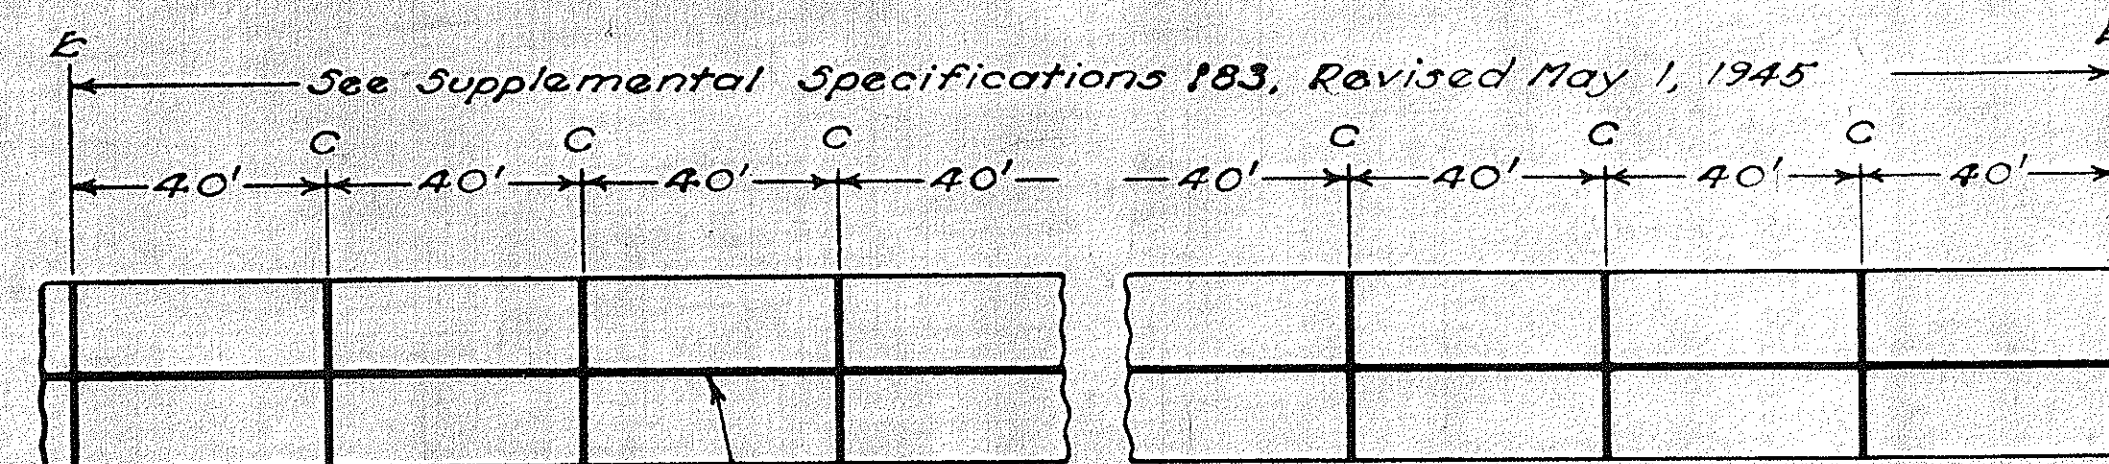 E
See Supplemental Specifications 183, Revised May 1, 1945
C C C C C C
40' 40' 40' 40' 40' 40' 40' 40'